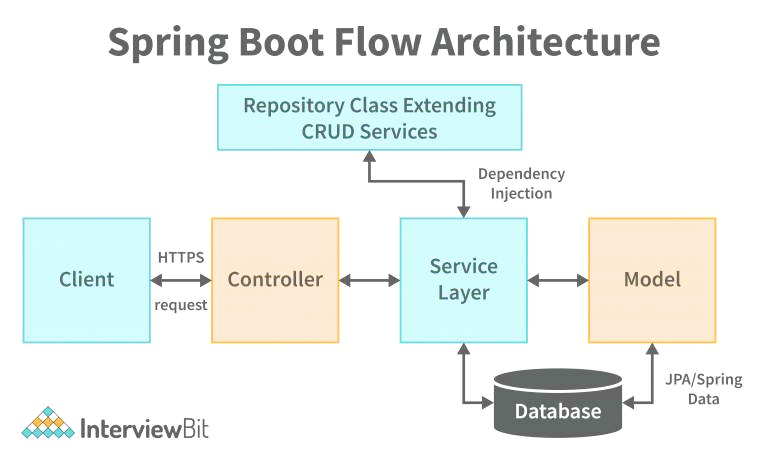 Spring Boot Flow Architecture
Repository Class Extending
CRUD Services
Dependency
Injection
Client
HTTPS
request
Controller
Service
Layer
Model
Database
JPA/Spring
Data
InterviewBit